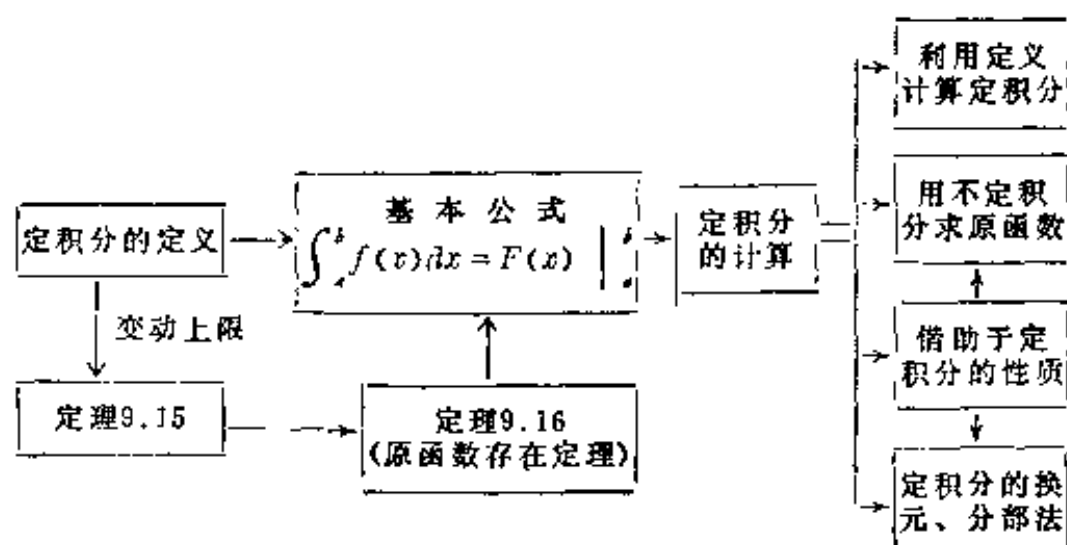 利用定义
计算定积分
用不定积
分求原函数
基本公式
∫_a^b f(x)dx = F(x) |_a^b
定积分
的计算
定积分的定义
变动上限
借助于定
积分的性质
定理9.15
定理9.16
(原函数存在定理)
定积分的换
元、分部法